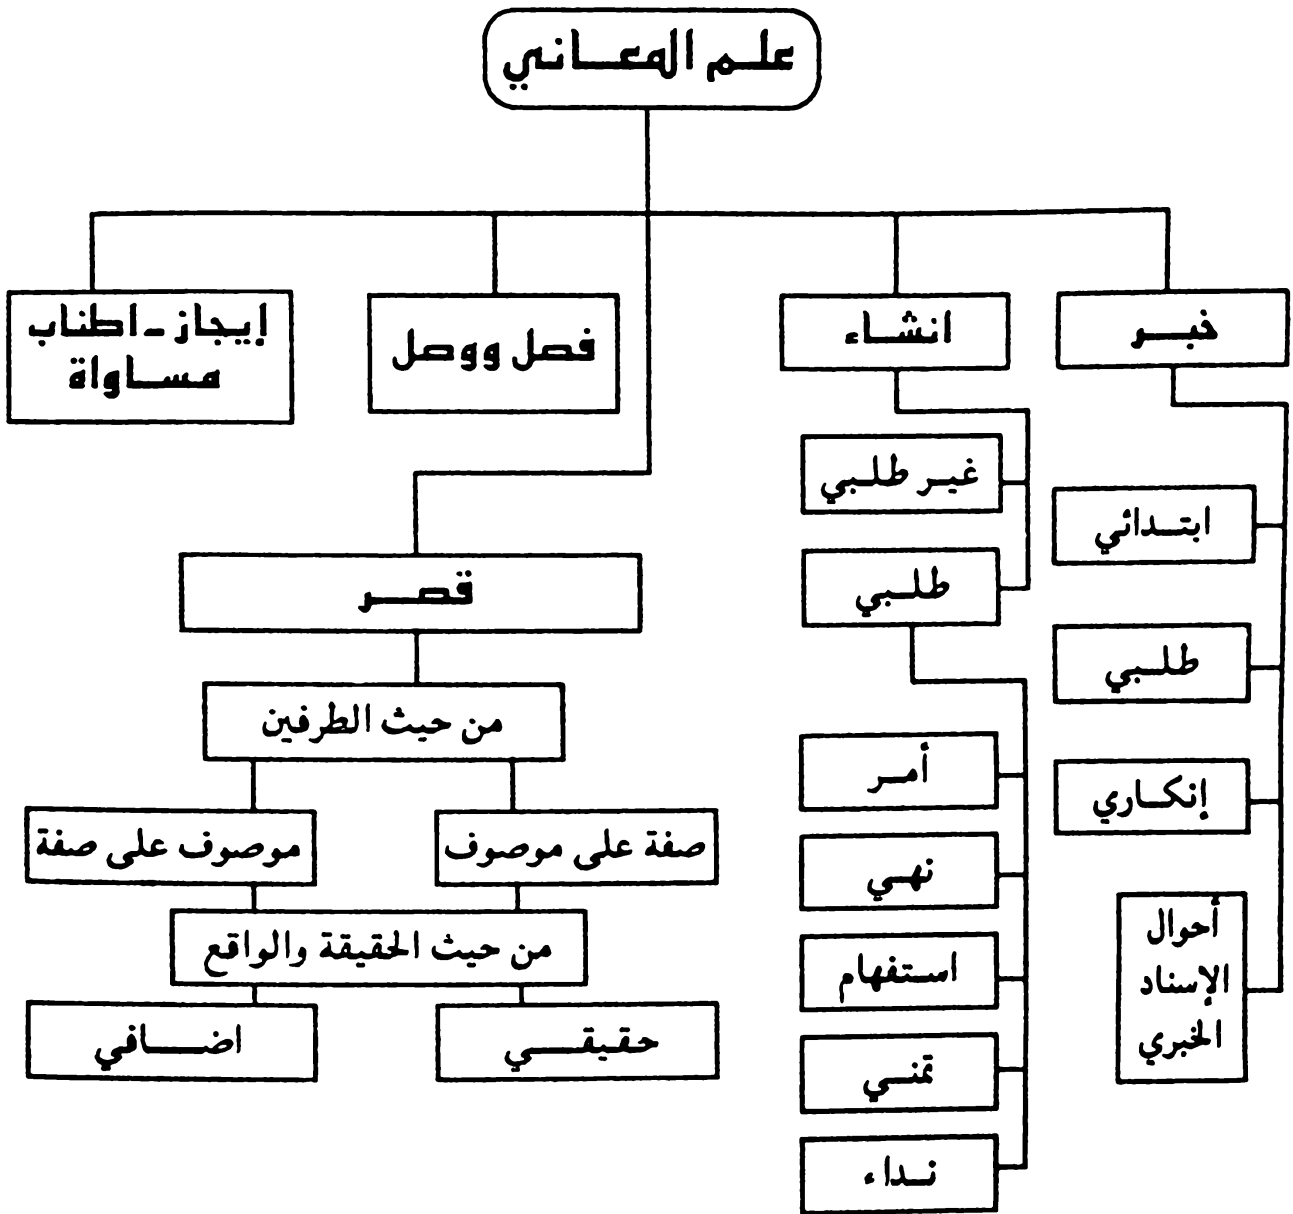 علم المعاني
خبر
انشاء
فصل ووصل
إيجاز - اطناب
مساواة
ابتدائي
طلبي
إنكاري
أحوال
الإسناد
الخبري
غير طلبي
طلبي
أمر
نهي
استفهام
تمني
نداء
قصر
من حيث الطرفين
صفة على موصوف
موصوف على صفة
من حيث الحقيقة والواقع
حقيقي
اضافي